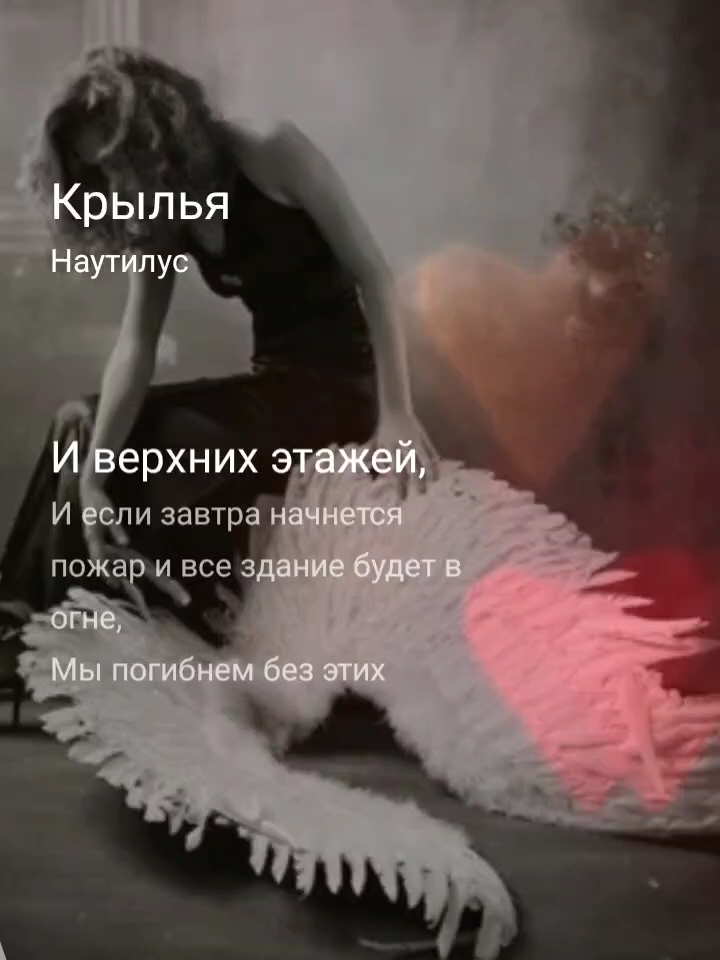 Крылья
Наутилус
И верхних этажей,
И если завтра начнется
пожар и все здание будет в
огне,
Мы погибнем без этих